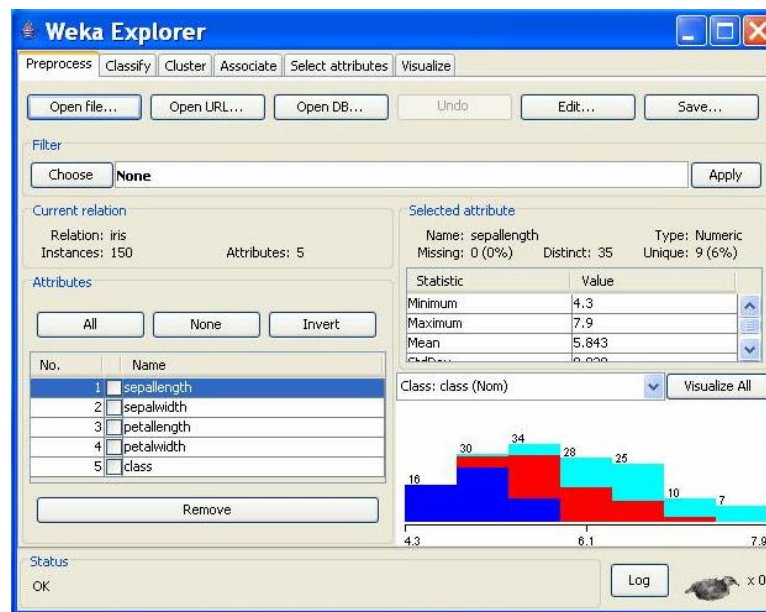 Weka Explorer
Preprocess Classify Cluster Associate Select attributes Visualize
Open file... Open URL... Open DB... Undo Edit... Save...
Filter
Choose None Apply
Current relation
Relation: iris
Instances: 150 Attributes: 5
Selected attribute
Name: sepallength Type: Numeric
Missing: 0 (0%) Distinct: 35 Unique: 9 (6%)
Statistic Value
Minimum 4.3
Maximum 7.9
Mean 5.843
Attributes
All None Invert
No. Name
1 sepallength
2 sepalwidth
3 petallength
4 petalwidth
5 class
Remove
Class: class (Nom) Visualize All
16 30 34 28 25 10 7
4.3 6.1 7.9
Status
OK
Log x 0